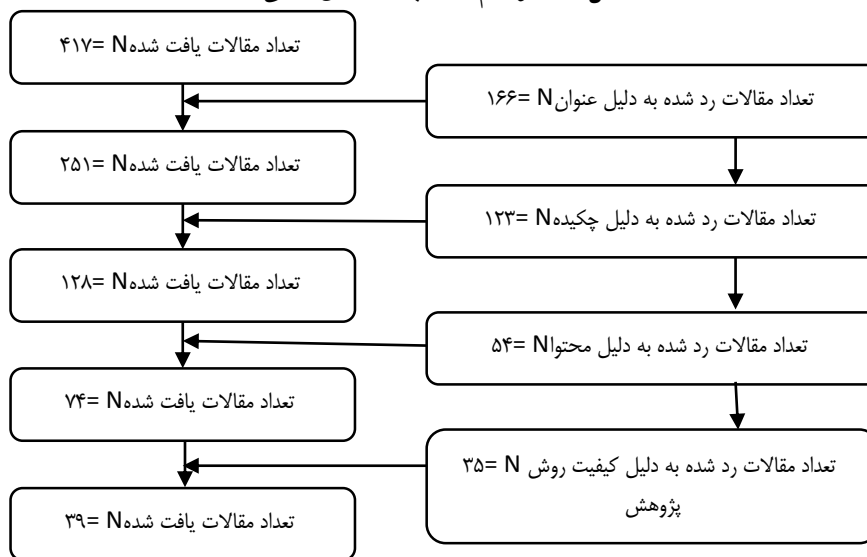 تعداد مقالات یافت شدهN =۴۱۷
تعداد مقالات رد شده به دلیل عنوانN =۱۶۶
تعداد مقالات یافت شدهN =۲۵۱
تعداد مقالات رد شده به دلیل چکیدهN =۱۲۳
تعداد مقالات یافت شدهN =۱۲۸
تعداد مقالات رد شده به دلیل محتواN =۵۴
تعداد مقالات یافت شدهN =۷۴
تعداد مقالات رد شده به دلیل کیفیت روش N =۳۵
پژوهش
تعداد مقالات یافت شدهN =۳۹